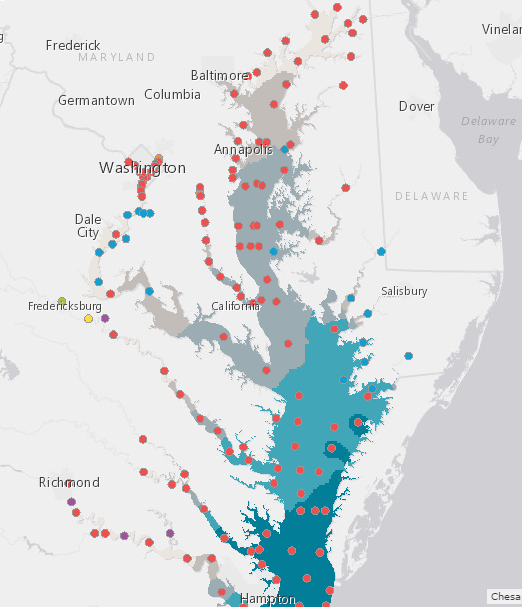 Frederick
MARYLAND
Baltimore
Columbia
Germantown
Vinelan
Dover
Delaware
Bay
Annapolis
Washington
DELAWARE
Dale
City
Salisbury
Fredericksburg
California
Richmond
Hampton
Chesa